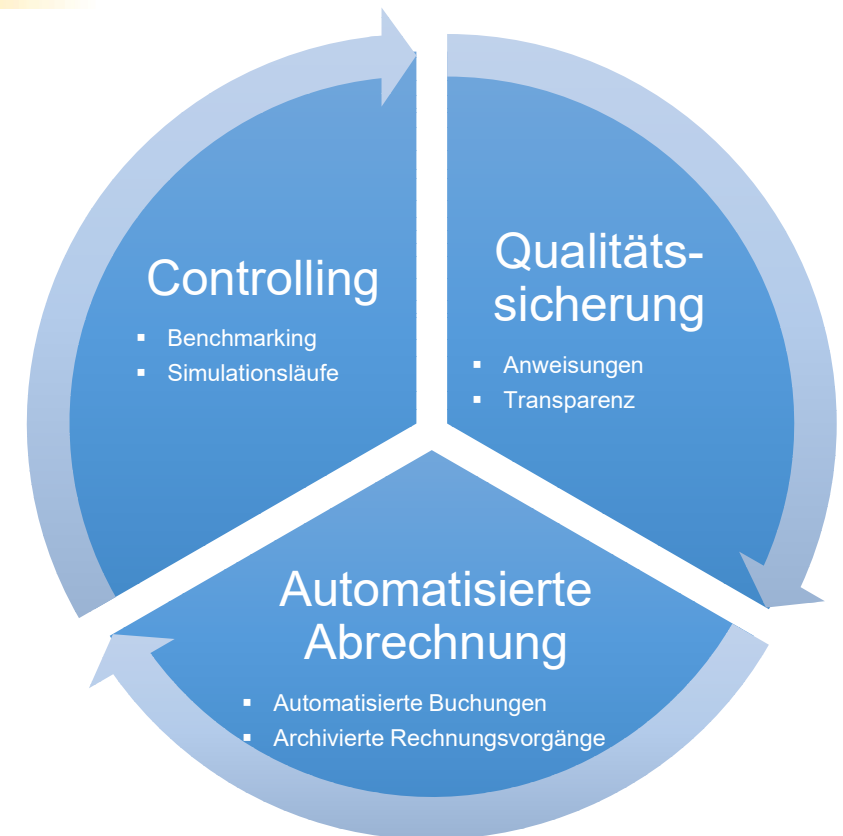 Controlling
▪ Benchmarking
▪ Simulationsläufe
Qualitäts-
sicherung
▪ Anweisungen
▪ Transparenz
Automatisierte
Abrechnung
▪ Automatisierte Buchungen
▪ Archivierte Rechnungsvorgänge